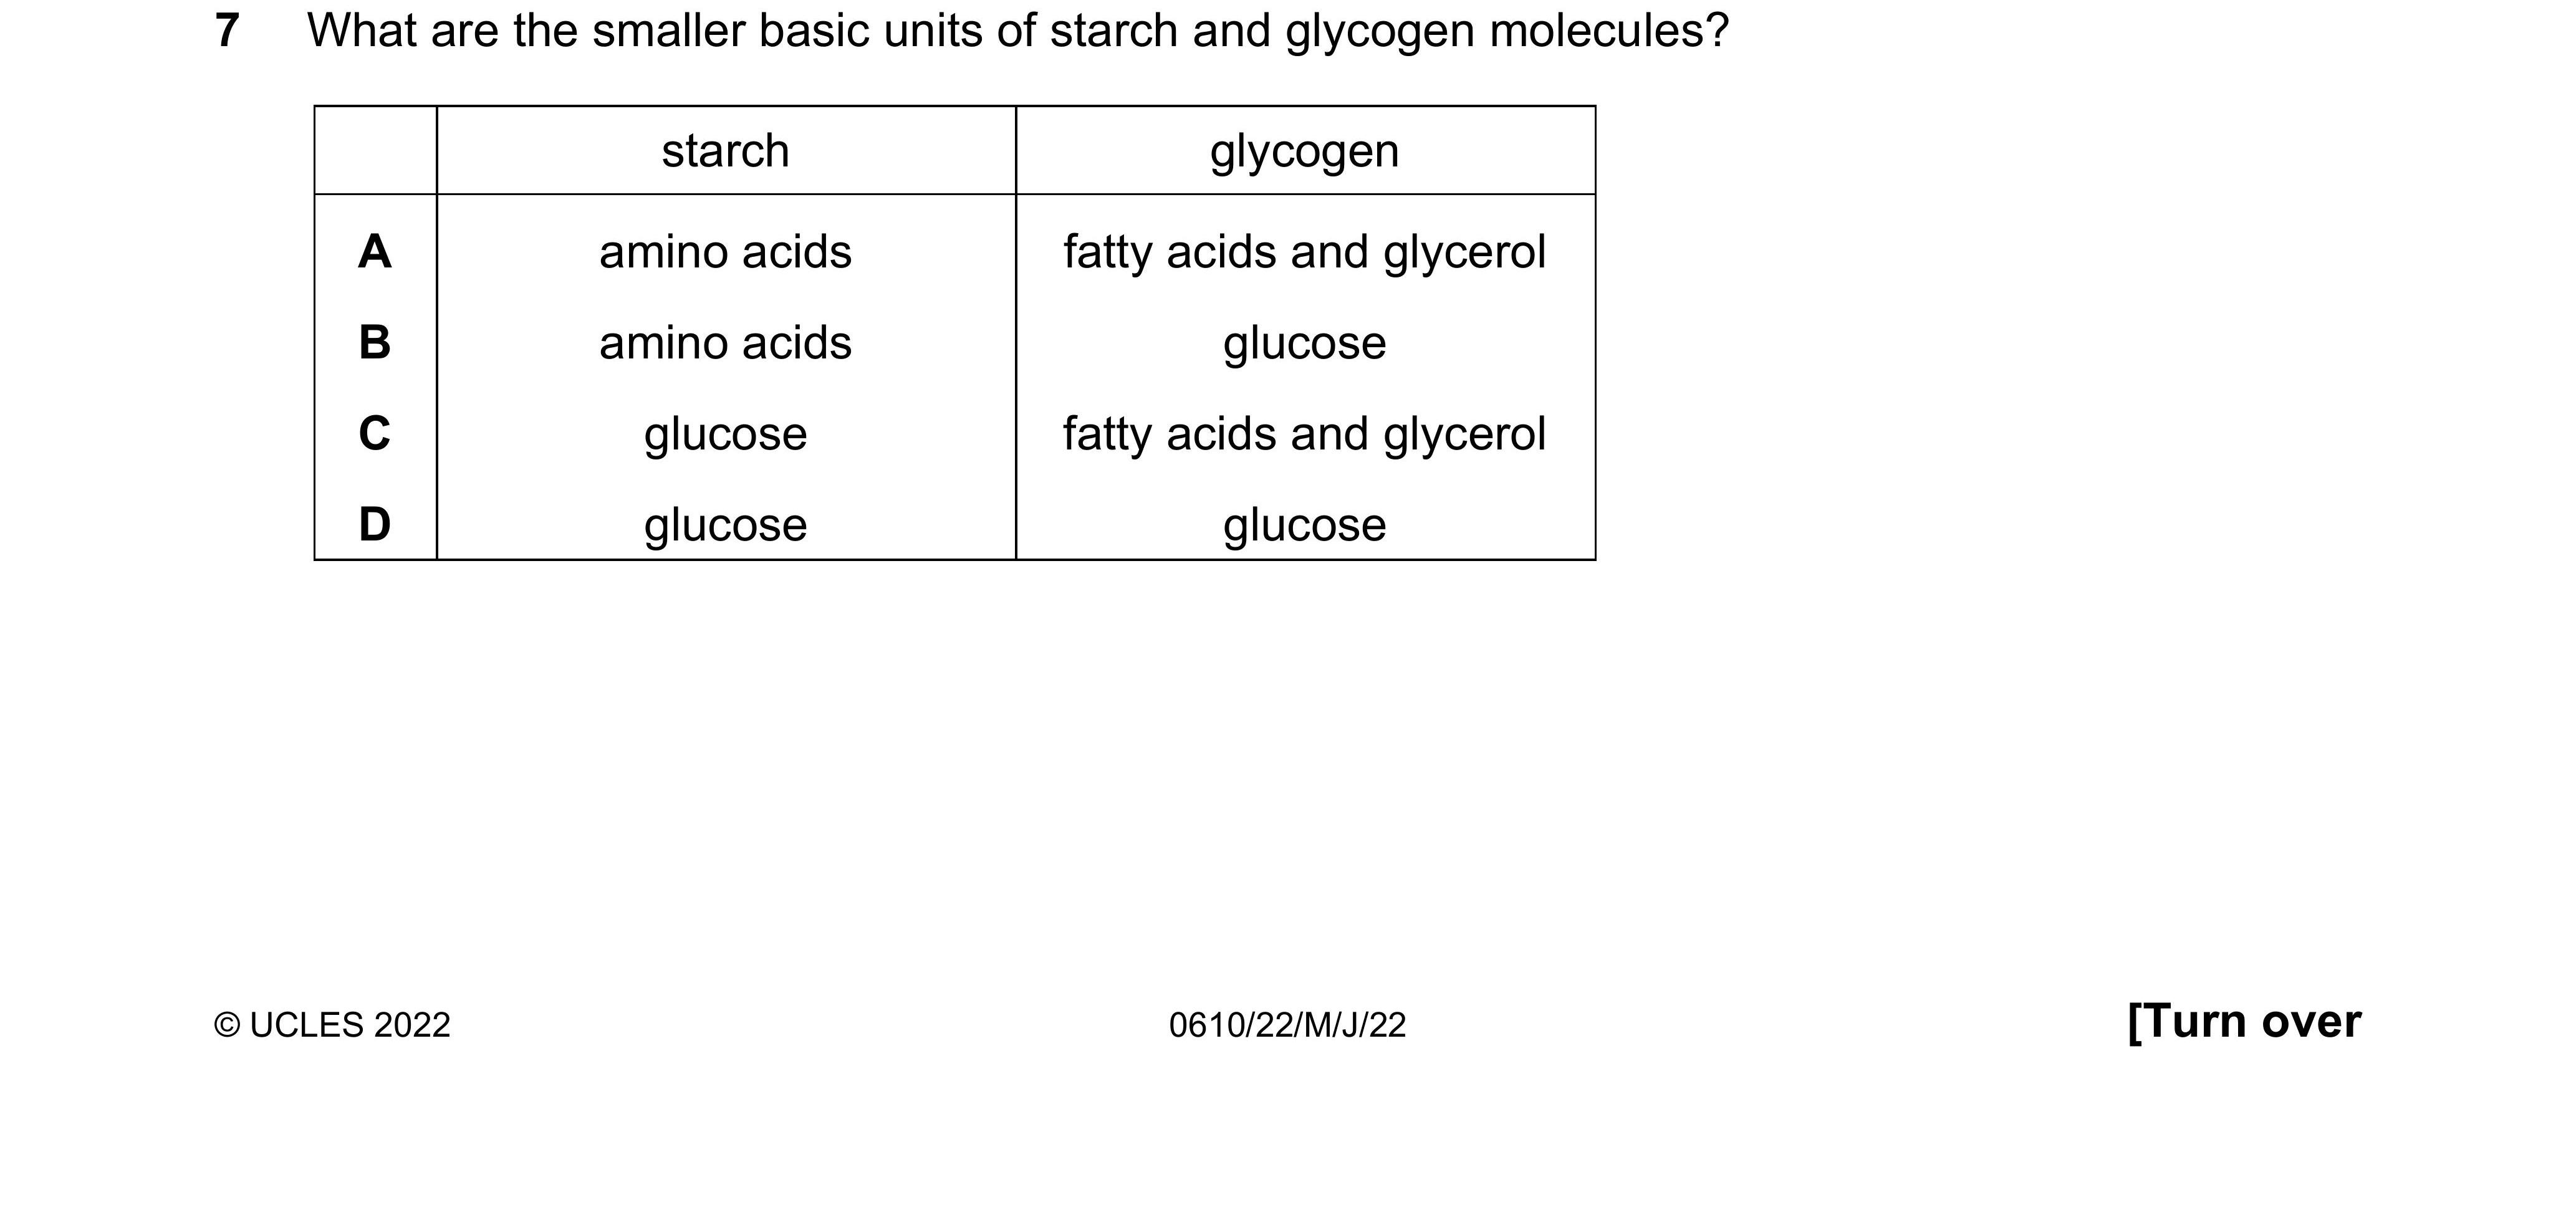 7 What are the smaller basic units of starch and glycogen molecules?
starch glycogen
A amino acids fatty acids and glycerol
B amino acids glucose
C glucose fatty acids and glycerol
D glucose glucose
© UCLES 2022 0610/22/M/J/22 [Turn over